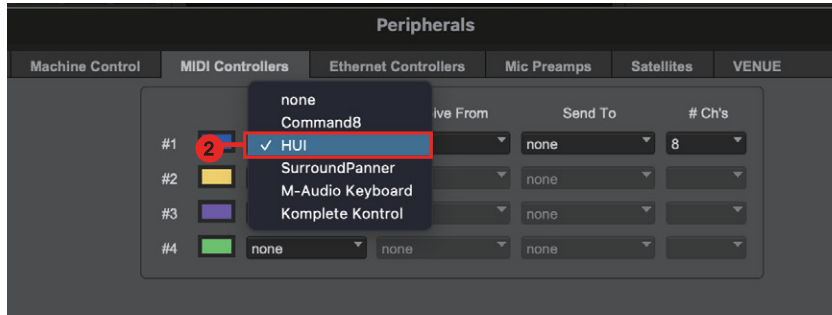 Peripherals
Machine Control MIDI Controllers Ethernet Controllers Mic Preamps Satellites VENUE
none
Command8
✓ HUI
SurroundPanner
M-Audio Keyboard
Komplete Kontrol
ive From Send To # Ch's
#1 2 none 8
#2 none
#3 none
#4 none none none